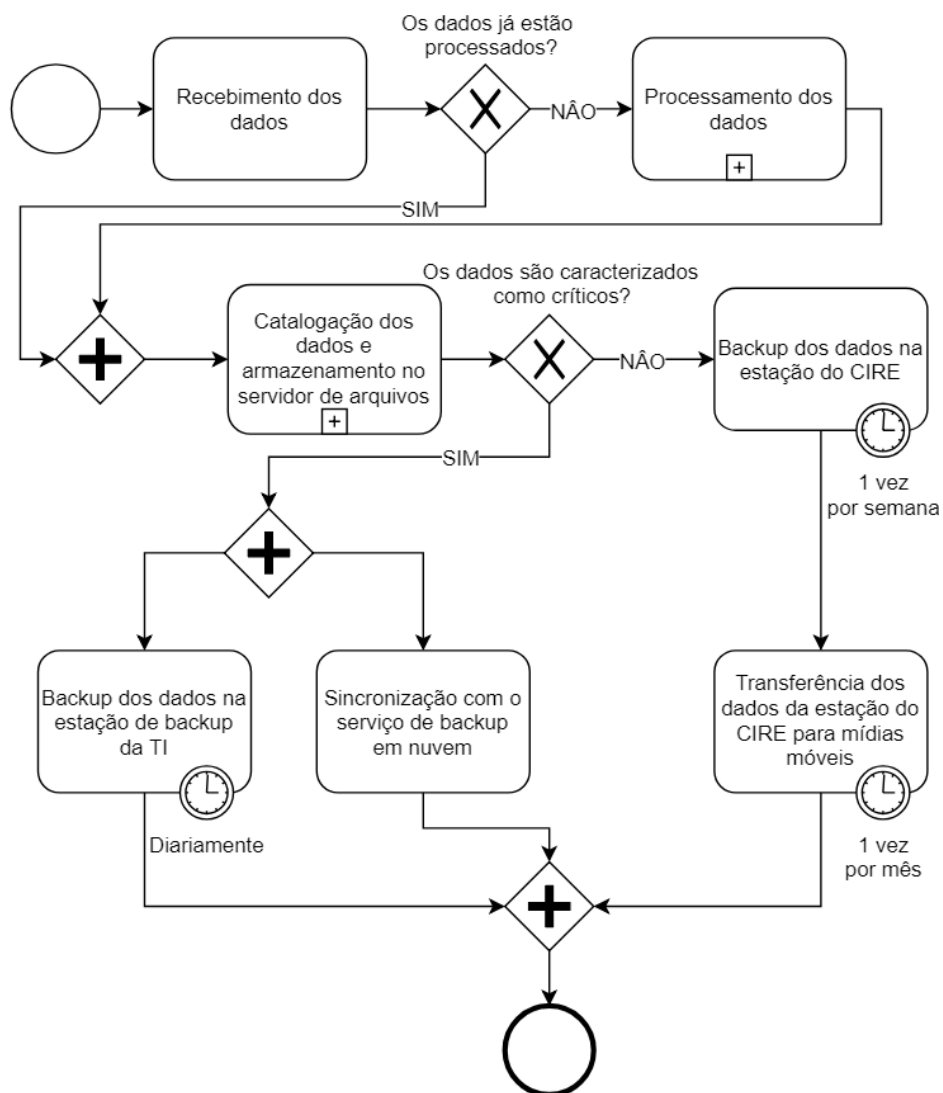 Os dados já estão
processados?
Recebimento dos
dados
NÂO
Processamento dos
dados
SIM
Os dados são caracterizados
como críticos?
Catalogação dos
dados e
armazenamento no
servidor de arquivos
NÂO
Backup dos dados na
estação do CIRE
SIM
1 vez
por semana
Backup dos dados na
estação de backup
da TI
Sincronização com o
serviço de backup
em nuvem
Transferência dos
dados da estação do
CIRE para mídias
móveis
Diariamente
1 vez
por mês